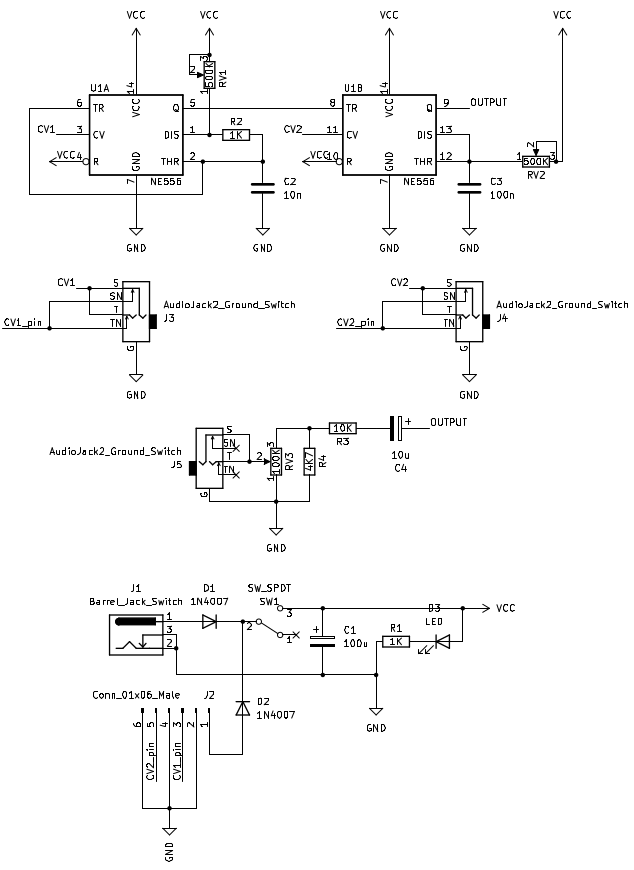 VCC VCC VCC VCC
U1A U1B
14 3 2 500K 1 RV1 14
6 TR VCC Q 5 8 TR VCC Q 9 OUTPUT
CV1 3 CV DIS 1 R2 1K CV2 11 CV DIS 13
VCC 4 R GND THR 2 VCC 10 R GND THR 12 1 2 500K 3
7 NE556 C2 10n 7 NE556 C3 100n RV2
GND GND GND GND
CV1 S CV2 S
SN AudioJack2_Ground_Switch SN AudioJack2_Ground_Switch
T J3 T J4
CV1_pin TN CV2_pin TN
G G
GND GND
OUTPUT
S 10K +
AudioJack2_Ground_Switch SN 3 R3
J5 T 2 100K RV3 4K7 R4 10u
TN 1 C4
G
GND
J1 D1 SW_SPDT
Barrel_Jack_Switch 1N4007 SW1 D3 VCC
1 3 LED
3 2 + C1 R1
2 1 100u 1K
Conn_01x06_Male J2 D2
1N4007 GND
6 5 4 3 2 1
CV2_pin CV1_pin
GND